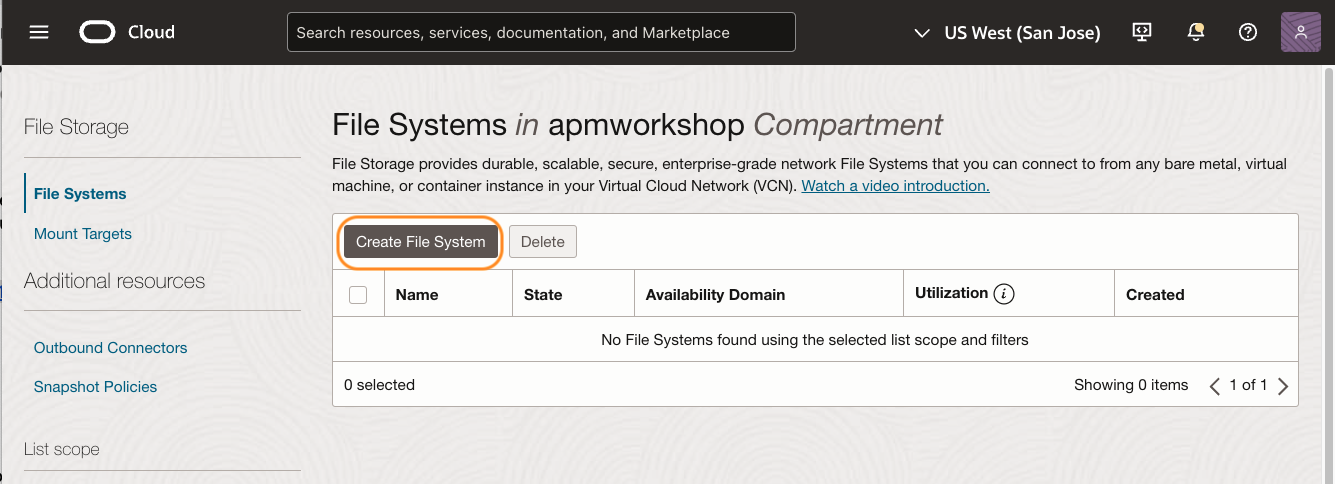 Cloud
Search resources, services, documentation, and Marketplace
US West (San Jose)
File Storage
File Systems
Mount Targets
Additional resources
Outbound Connectors
Snapshot Policies
List scope
File Systems in apmworkshop Compartment
File Storage provides durable, scalable, secure, enterprise-grade network File Systems that you can connect to from any bare metal, virtual
machine, or container instance in your Virtual Cloud Network (VCN). Watch a video introduction.
Create File System Delete
Name State Availability Domain Utilization i Created
No File Systems found using the selected list scope and filters
0 selected Showing 0 items 1 of 1